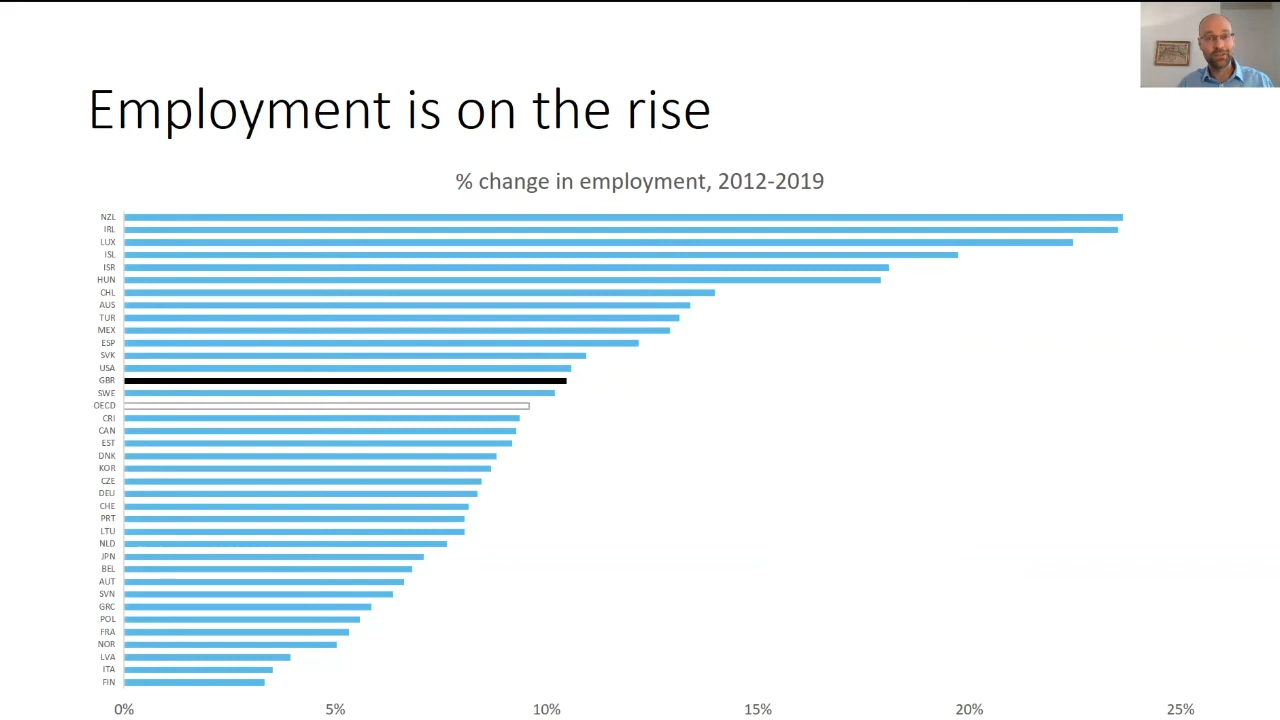 Employment is on the rise
% change in employment, 2012-2019
NZL
IRL
LUX
ISL
ISR
HUN
CHL
AUS
TUR
MEX
ESP
SVK
USA
GBR
SWE
OECD
CRI
CAN
EST
DNK
KOR
CZE
DEU
CHE
PRT
LTU
NLD
JPN
BEL
AUT
SVN
GRC
POL
FRA
NOR
LVA
ITA
FIN
0% 5% 10% 15% 20% 25%